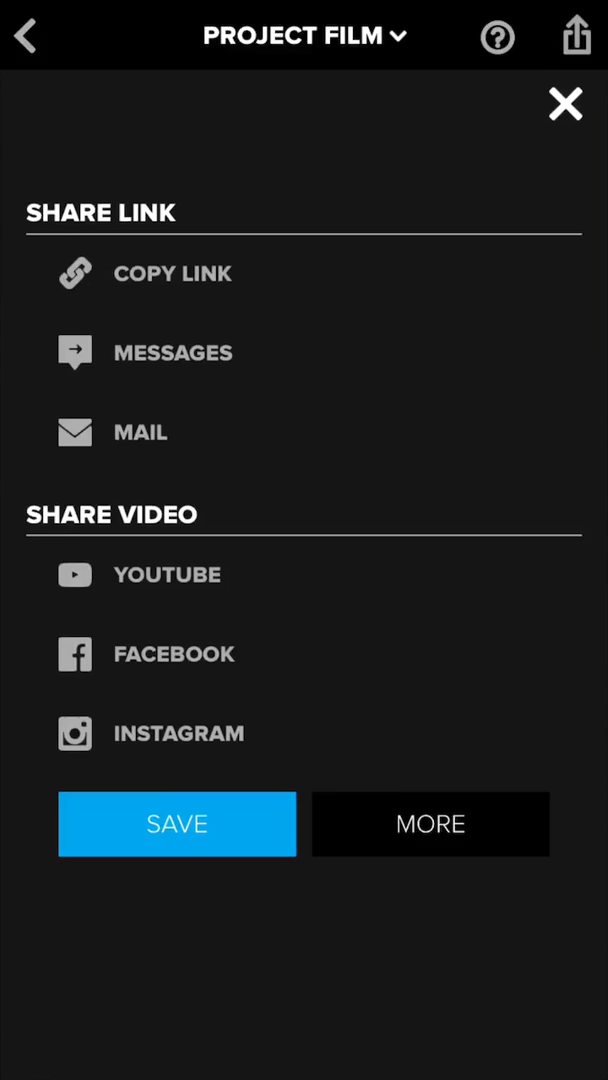 PROJECT FILM
SHARE LINK
COPY LINK
MESSAGES
MAIL
SHARE VIDEO
YOUTUBE
FACEBOOK
INSTAGRAM
SAVE
MORE